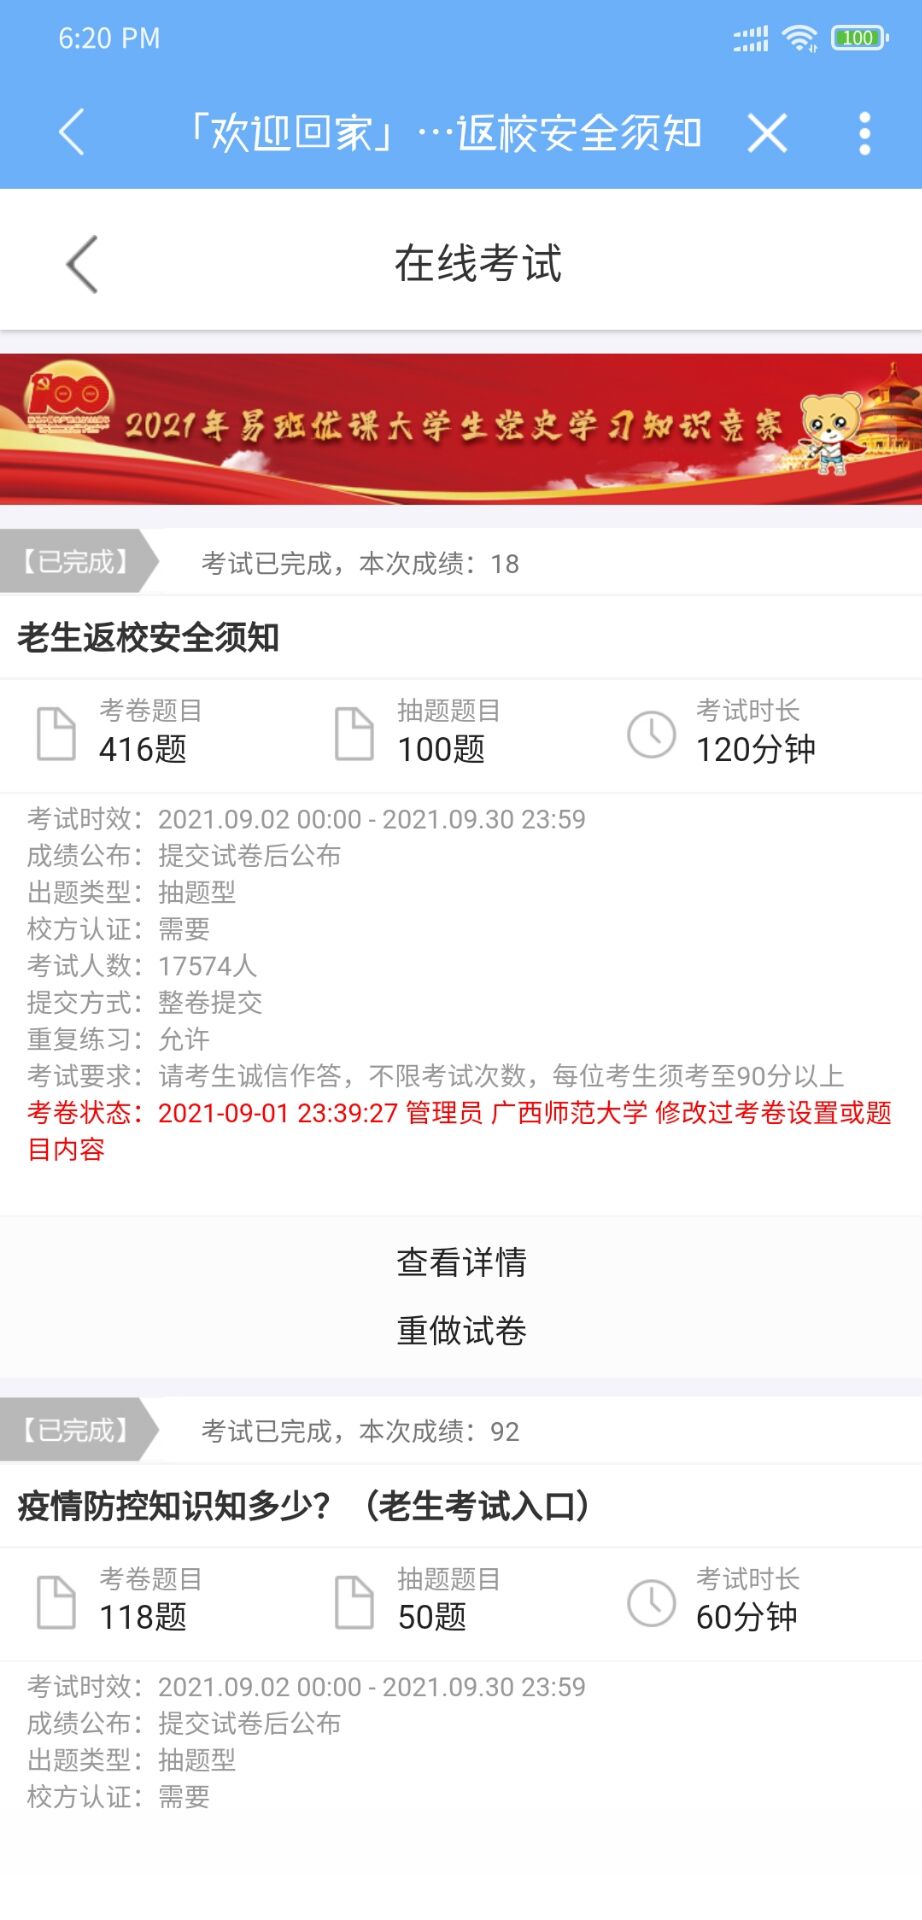 6:20 PM
100
「欢迎回家」…返校安全须知
在线考试
100
2021年易班优课大学生党史学习知识竞赛
【已完成】
考试已完成，本次成绩：18
老生返校安全须知
考卷题目
416题
抽题题目
100题
考试时长
120分钟
考试时效：2021.09.02 00:00 - 2021.09.30 23:59
成绩公布：提交试卷后公布
出题类型：抽题型
校方认证：需要
考试人数：17574人
提交方式：整卷提交
重复练习：允许
考试要求：请考生诚信作答，不限考试次数，每位考生须考至90分以上
考卷状态：2021-09-01 23:39:27 管理员 广西师范大学 修改过考卷设置或题
目内容
查看详情
重做试卷
【已完成】
考试已完成，本次成绩：92
疫情防控知识知多少？（老生考试入口）
考卷题目
118题
抽题题目
50题
考试时长
60分钟
考试时效：2021.09.02 00:00 - 2021.09.30 23:59
成绩公布：提交试卷后公布
出题类型：抽题型
校方认证：需要